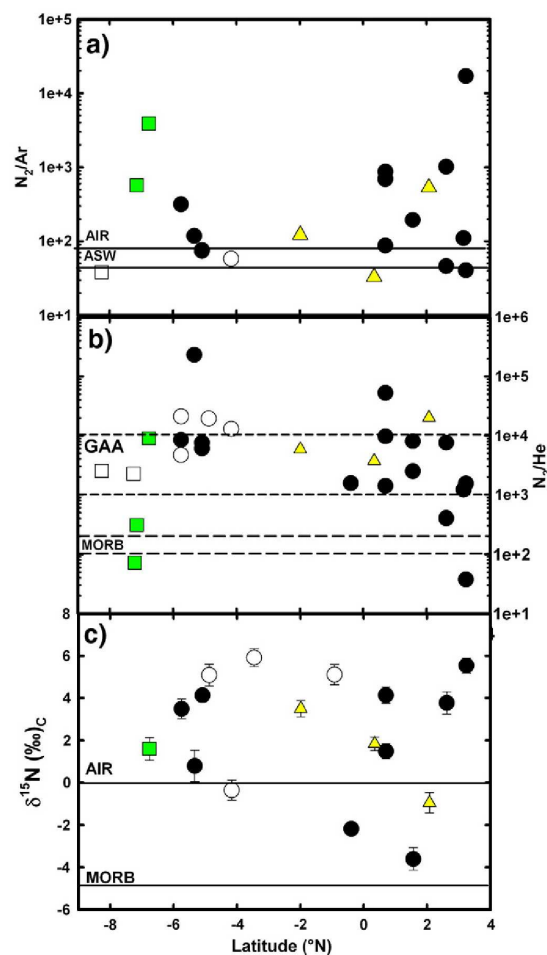 a)
1e+5
1e+4
1e+3
1e+2
1e+1
N2/Ar
AIR
ASW
b)
1e+6
1e+5
1e+4
1e+3
1e+2
1e+1
N2/He
GAA
MORB
c)
8
6
4
2
0
-2
-4
-6
δ15N (‰)C
AIR
MORB
-8 -6 -4 -2 0 2 4
Latitude (°N)